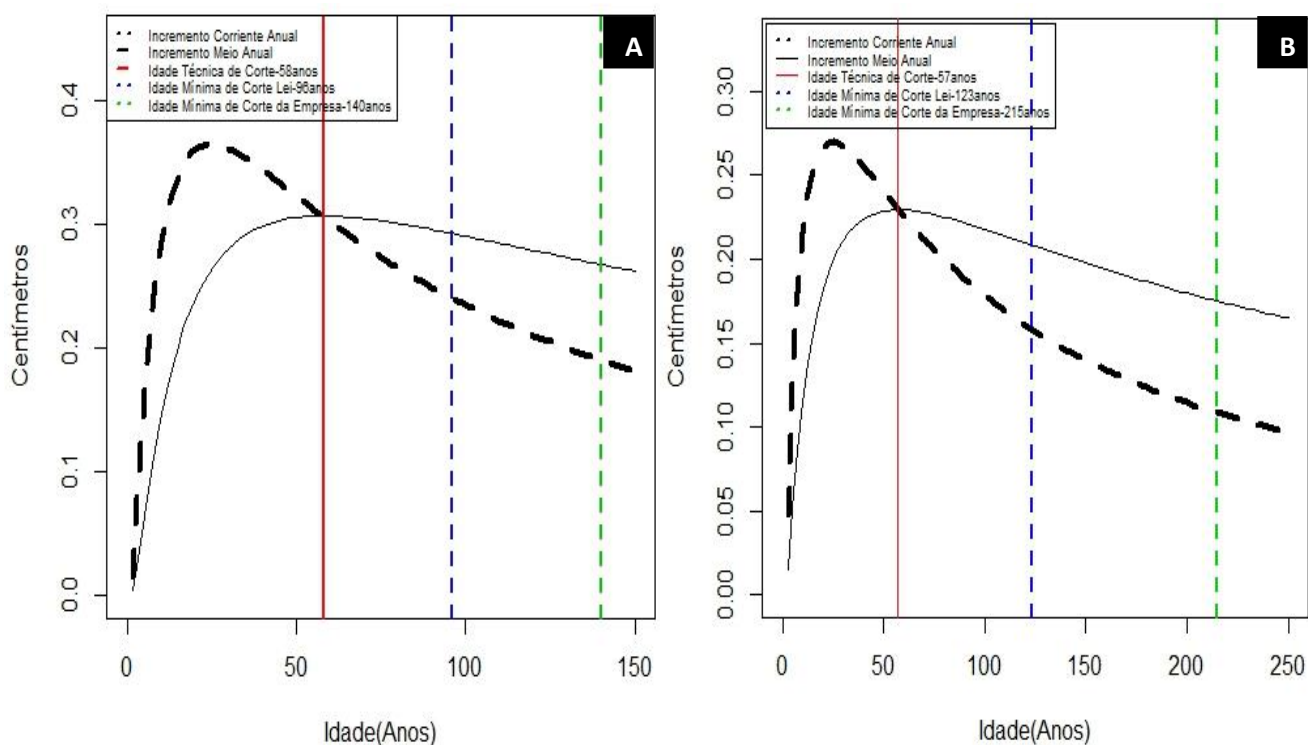 A
Incremento Corriente Anual
Incremento Meio Anual
Idade Técnica de Corte-58anos
Idade Mínima de Corte Lei-96anos
Idade Mínima de Corte da Empresa-140anos
Centímetros
0.4
0.3
0.2
0.1
0.0
0 50 100 150
Idade(Anos)
B
Incremento Corriente Anual
Incremento Meio Anual
Idade Técnica de Corte-57anos
Idade Mínima de Corte Lei-123anos
Idade Mínima de Corte da Empresa-215anos
Centímetros
0.30
0.25
0.20
0.15
0.10
0.05
0.00
0 50 100 150 200 250
Idade(Anos)